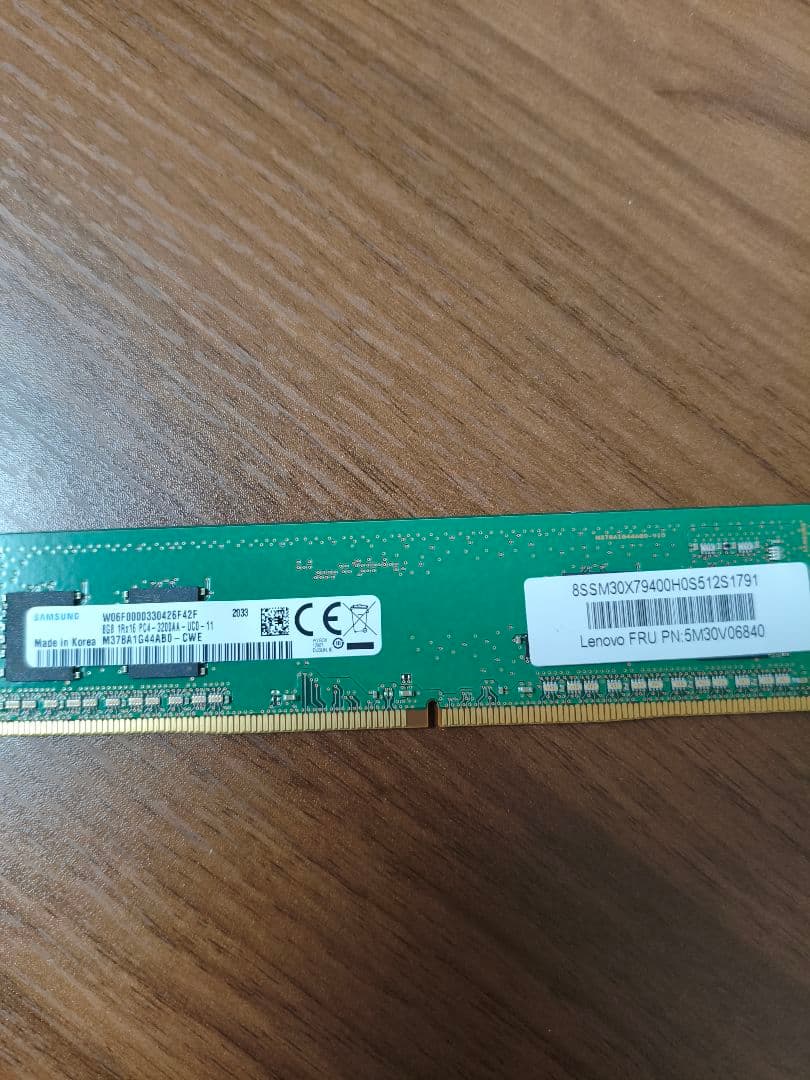 SAMSUNG
W06F0000330426F42F
2033
8GB 1Rx16 PC4-3200AA-UC0-11
Made in Korea M378A1G44AB0-CWE
CE
8SSM30X79400H0S512S1791
Lenovo FRU PN:5M30V06840